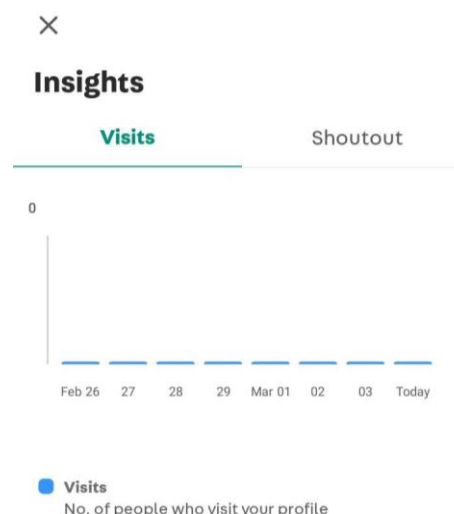 Insights
Visits Shoutout
0
Feb 26 27 28 29 Mar 01 02 03 Today
Visits
No. of people who visit your profile